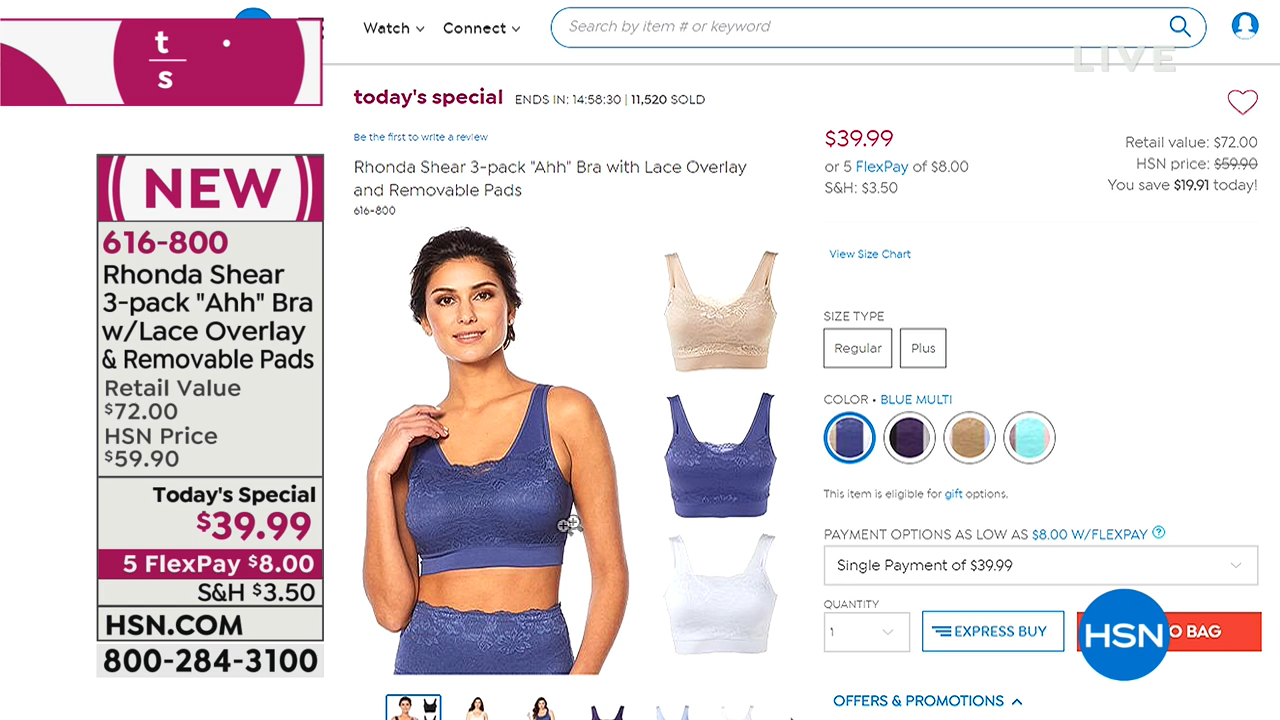 Watch
Connect
Search by item # or keyword
LIVE
t
s
today's special ENDS IN: 14:58:30 | 11,520 SOLD
Be the first to write a review
Rhonda Shear 3-pack "Ahh" Bra with Lace Overlay
and Removable Pads
616-800
$39.99
or 5 FlexPay of $8.00
S&H: $3.50
Retail value: $72.00
HSN price: $59.90
You save $19.91 today!
View Size Chart
SIZE TYPE
Regular
Plus
COLOR • BLUE MULTI
This item is eligible for gift options.
PAYMENT OPTIONS AS LOW AS $8.00 W/FLEXPAY ?
Single Payment of $39.99
QUANTITY
1
EXPRESS BUY
HSN
O BAG
OFFERS & PROMOTIONS
NEW
616-800
Rhonda Shear
3-pack "Ahh" Bra
w/Lace Overlay
& Removable Pads
Retail Value
$72.00
HSN Price
$59.90
Today's Special
$39.99
5 FlexPay $8.00
S&H $3.50
HSN.COM
800-284-3100